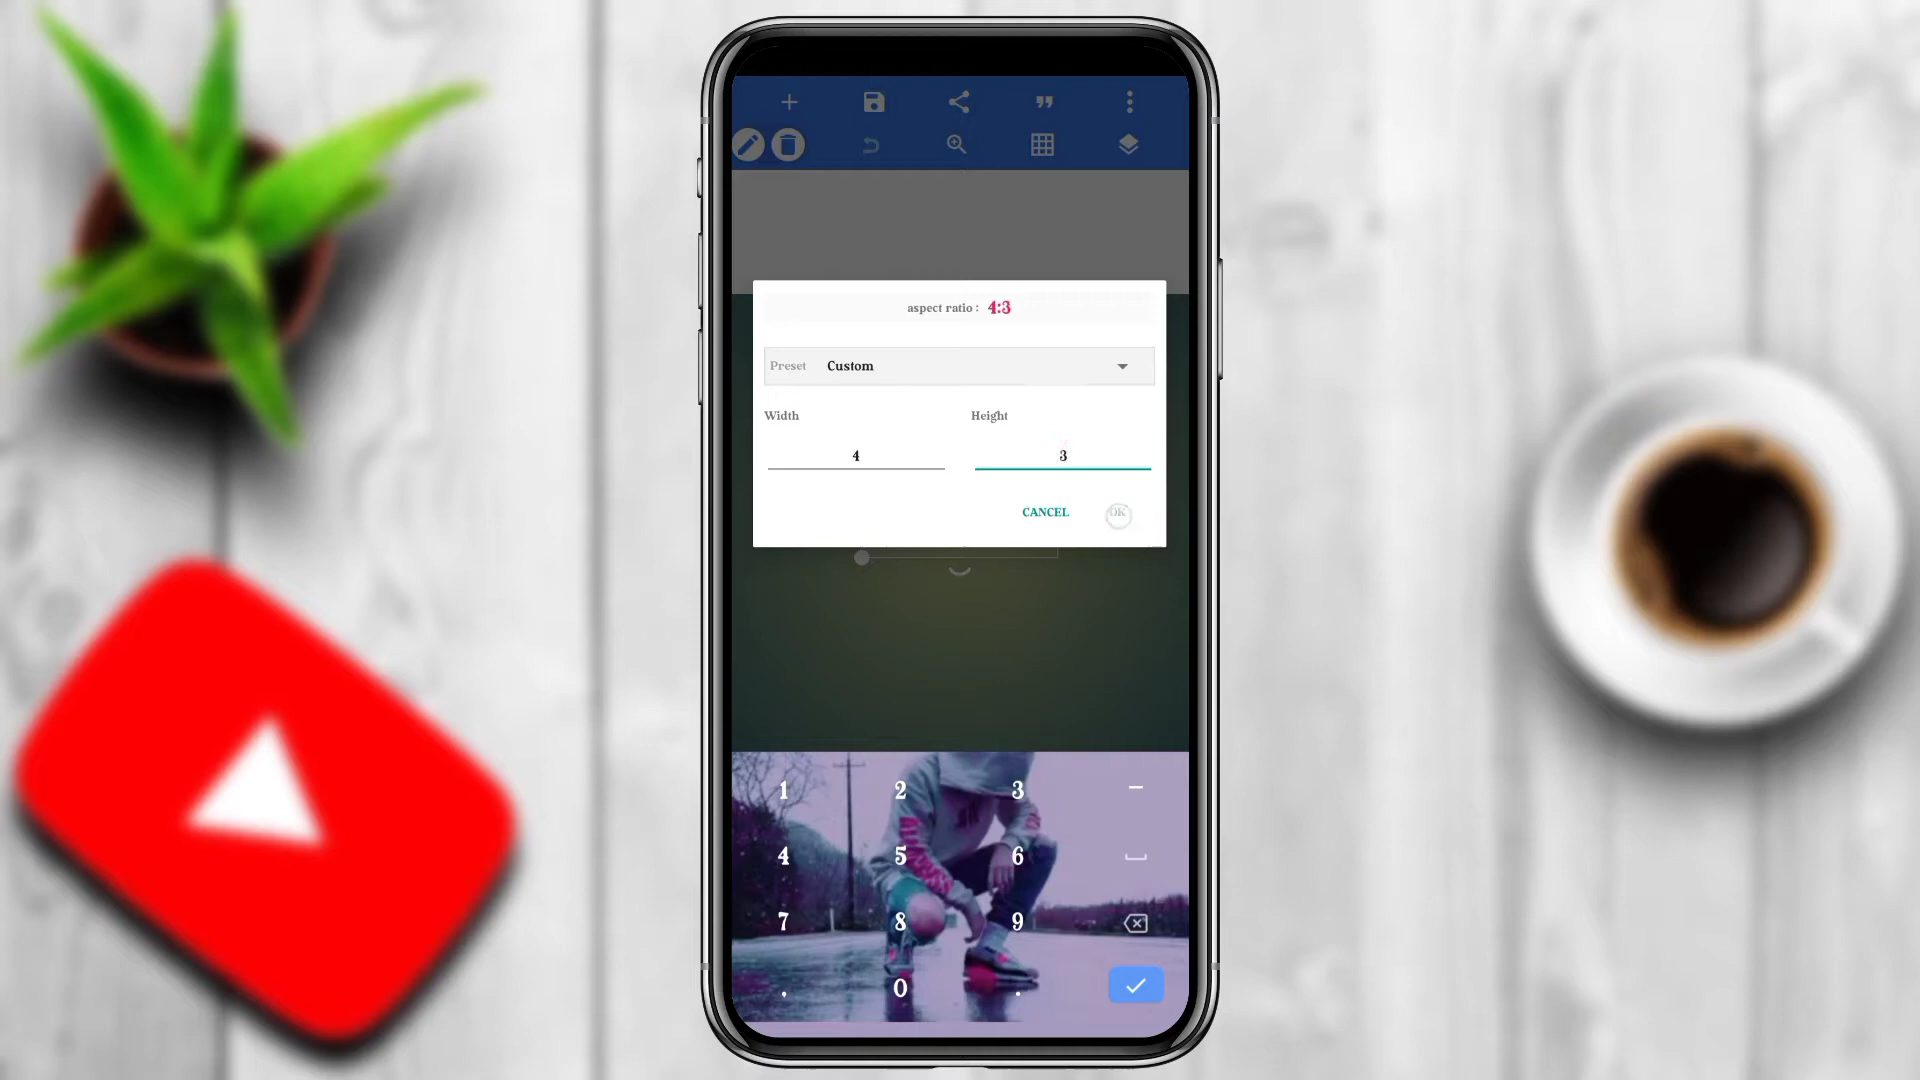 aspect ratio : 4:3
Preset Custom
Width Height
4 3
CANCEL OK
1 2 3 –
4 5 6
7 8 9
. 0 .